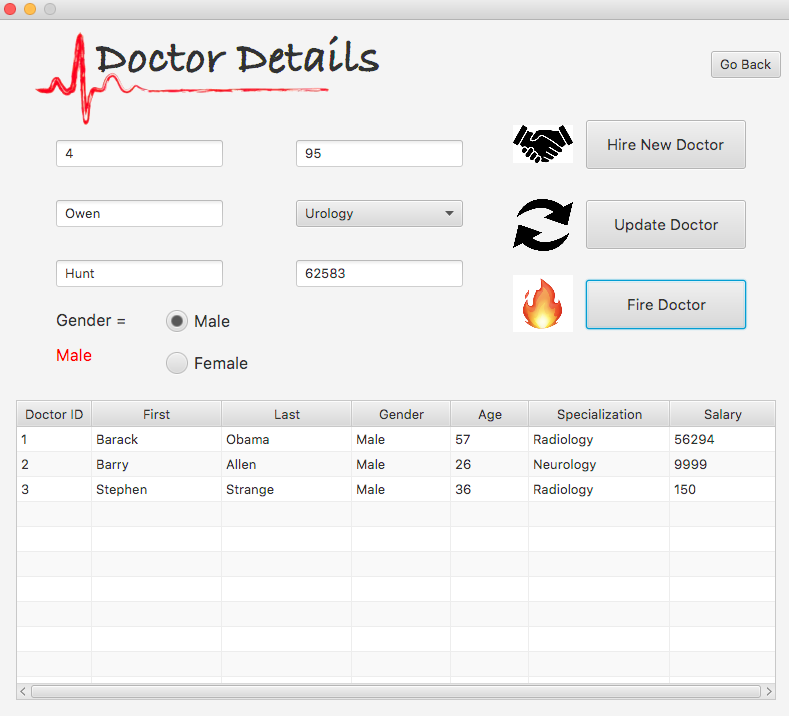 Doctor Details
Go Back
4 95 Hire New Doctor
Owen Urology Update Doctor
Hunt 62583 Fire Doctor
Gender = Male
Male
Female
Doctor ID First Last Gender Age Specialization Salary
1 Barack Obama Male 57 Radiology 56294
2 Barry Allen Male 26 Neurology 9999
3 Stephen Strange Male 36 Radiology 150